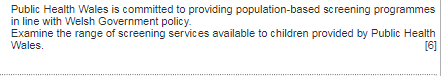 Public Health Wales is committed to providing population-based screening programmes
in line with Welsh Government policy.
Examine the range of screening services available to children provided by Public Health
Wales. [6]